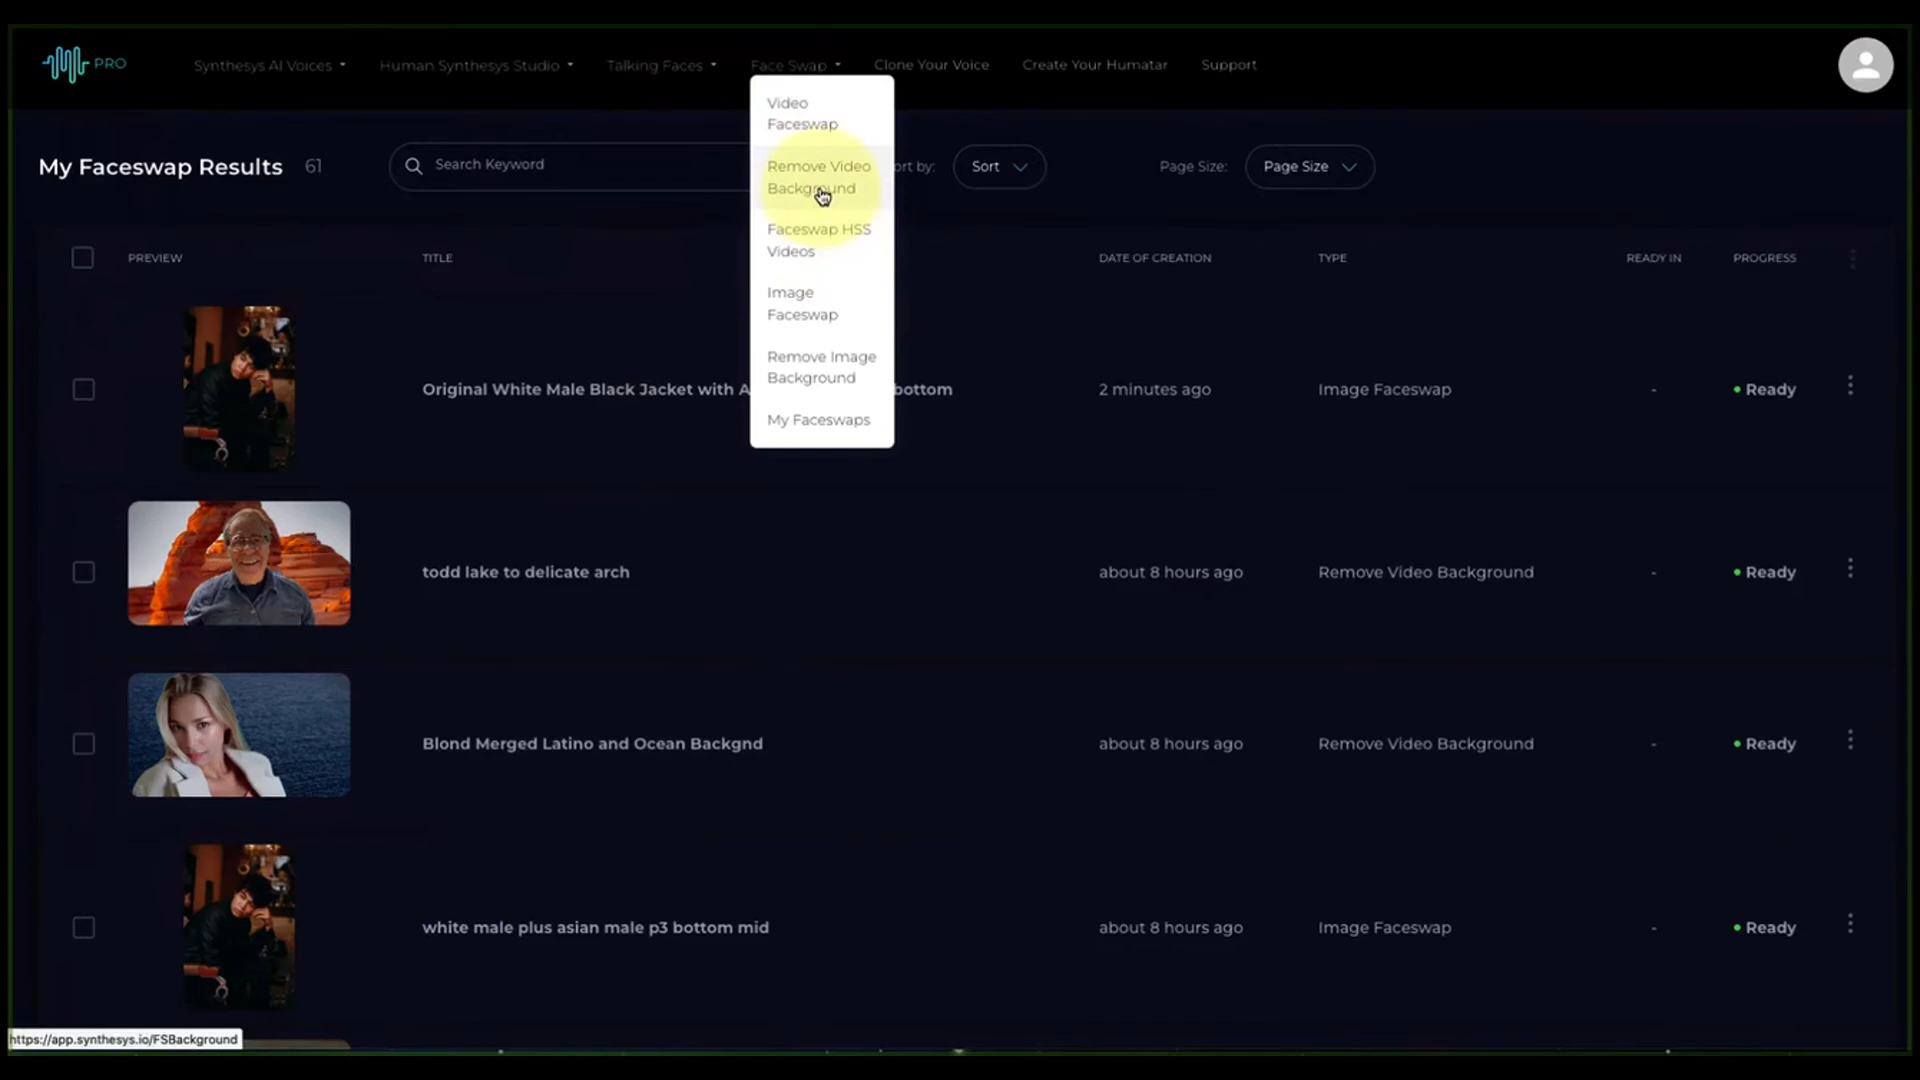 PRO
Synthesys AI Voices
Human Synthesys Studio
Talking Faces
Face Swap
Clone Your Voice
Create Your Humatar
Support
Video
Faceswap
Remove Video
Background
Faceswap HSS
Videos
Image
Faceswap
Remove Image
Background
My Faceswaps
My Faceswap Results 61
Search Keyword
ort by:
Sort
Page Size:
Page Size
PREVIEW TITLE DATE OF CREATION TYPE READY IN PROGRESS
Original White Male Black Jacket with A bottom 2 minutes ago Image Faceswap - Ready
todd lake to delicate arch about 8 hours ago Remove Video Background - Ready
Blond Merged Latino and Ocean Backgnd about 8 hours ago Remove Video Background - Ready
white male plus asian male p3 bottom mid about 8 hours ago Image Faceswap - Ready
https://app.synthesys.io/FSBackground